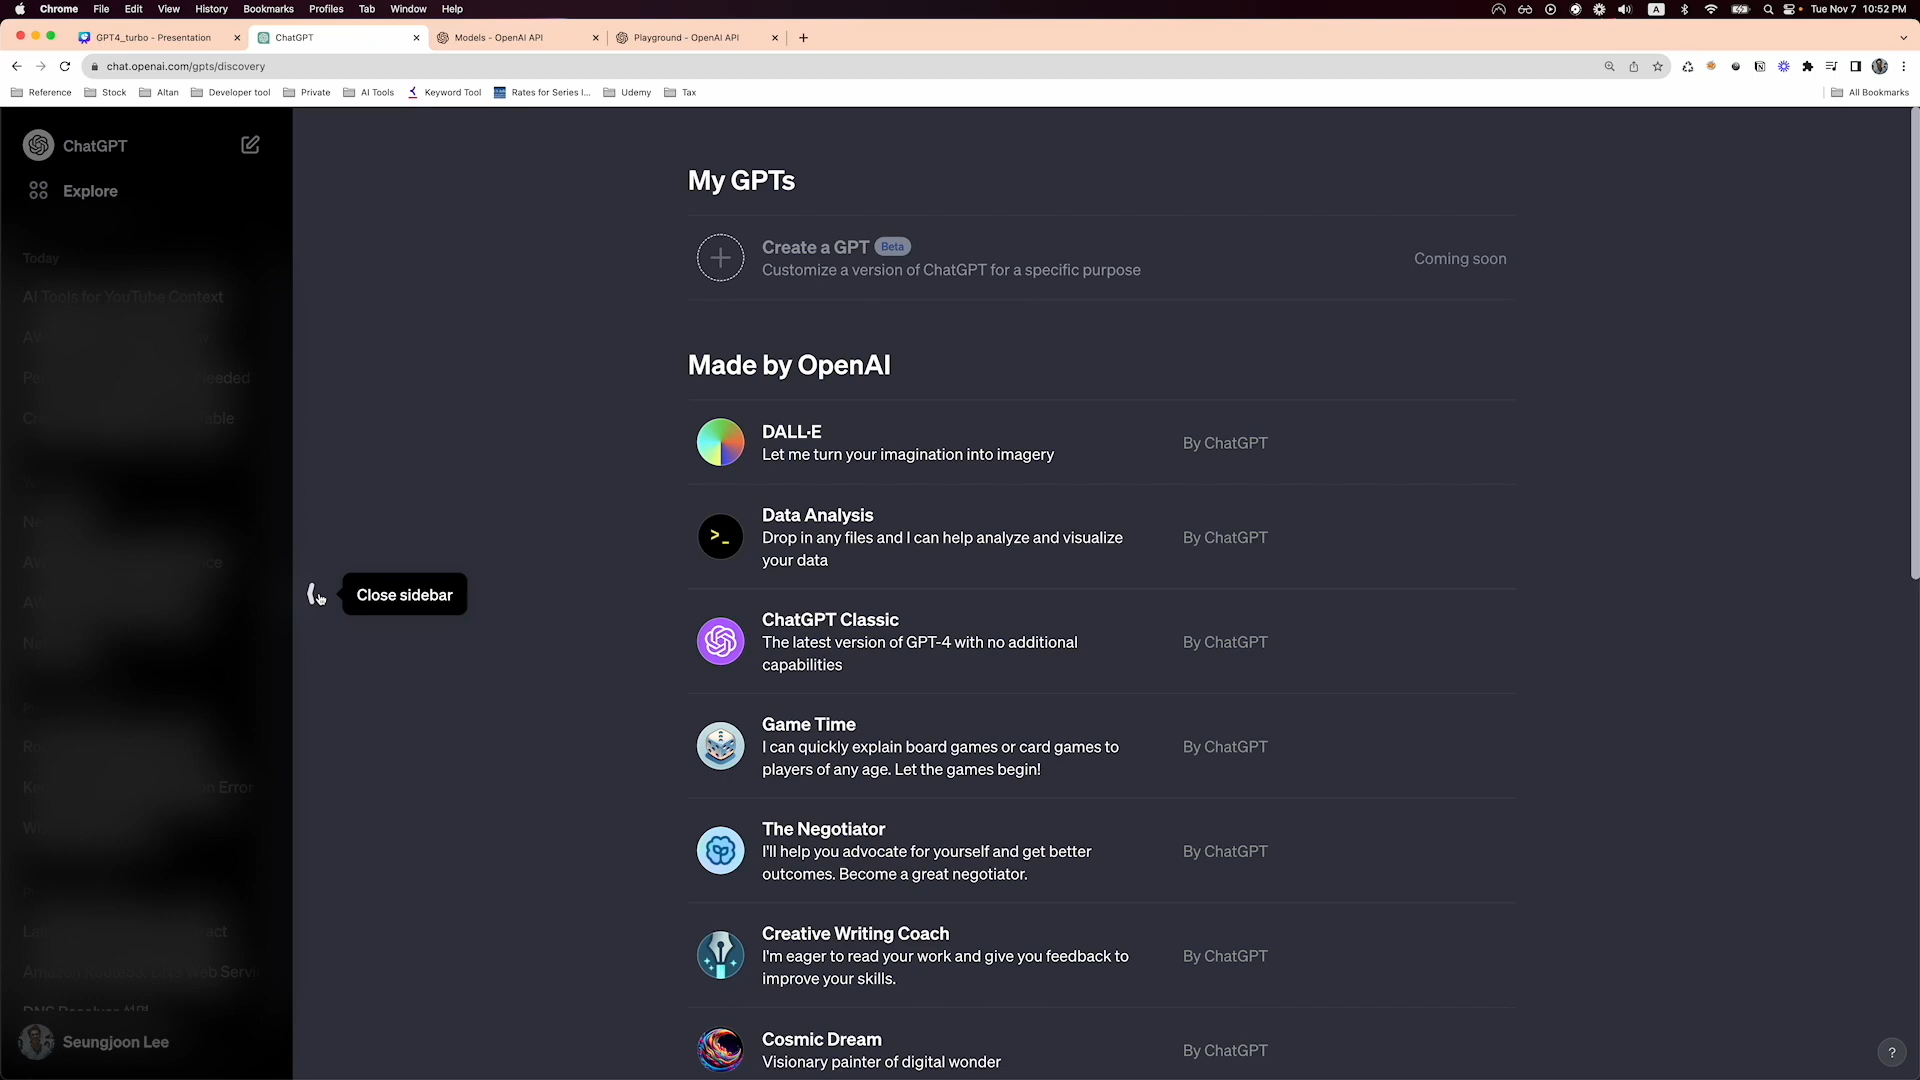 Chrome File Edit View History Bookmarks Profiles Tab Window Help
A Tue Nov 7 10:52 PM
GPT4_turbo - Presentation ChatGPT Models - OpenAI API Playground - OpenAI API
chat.openai.com/gpts/discovery
Reference Stock Altan Developer tool Private AI Tools Keyword Tool Rates for Series I... Udemy Tax All Bookmarks
ChatGPT
Explore
Today
AI Tools for YouTube Context
Seungjoon Lee
Close sidebar
My GPTs
Create a GPT Beta
Customize a version of ChatGPT for a specific purpose
Coming soon
Made by OpenAI
DALL·E
Let me turn your imagination into imagery
By ChatGPT
Data Analysis
Drop in any files and I can help analyze and visualize
your data
By ChatGPT
ChatGPT Classic
The latest version of GPT-4 with no additional
capabilities
By ChatGPT
Game Time
I can quickly explain board games or card games to
players of any age. Let the games begin!
By ChatGPT
The Negotiator
I'll help you advocate for yourself and get better
outcomes. Become a great negotiator.
By ChatGPT
Creative Writing Coach
I'm eager to read your work and give you feedback to
improve your skills.
By ChatGPT
Cosmic Dream
Visionary painter of digital wonder
By ChatGPT
?